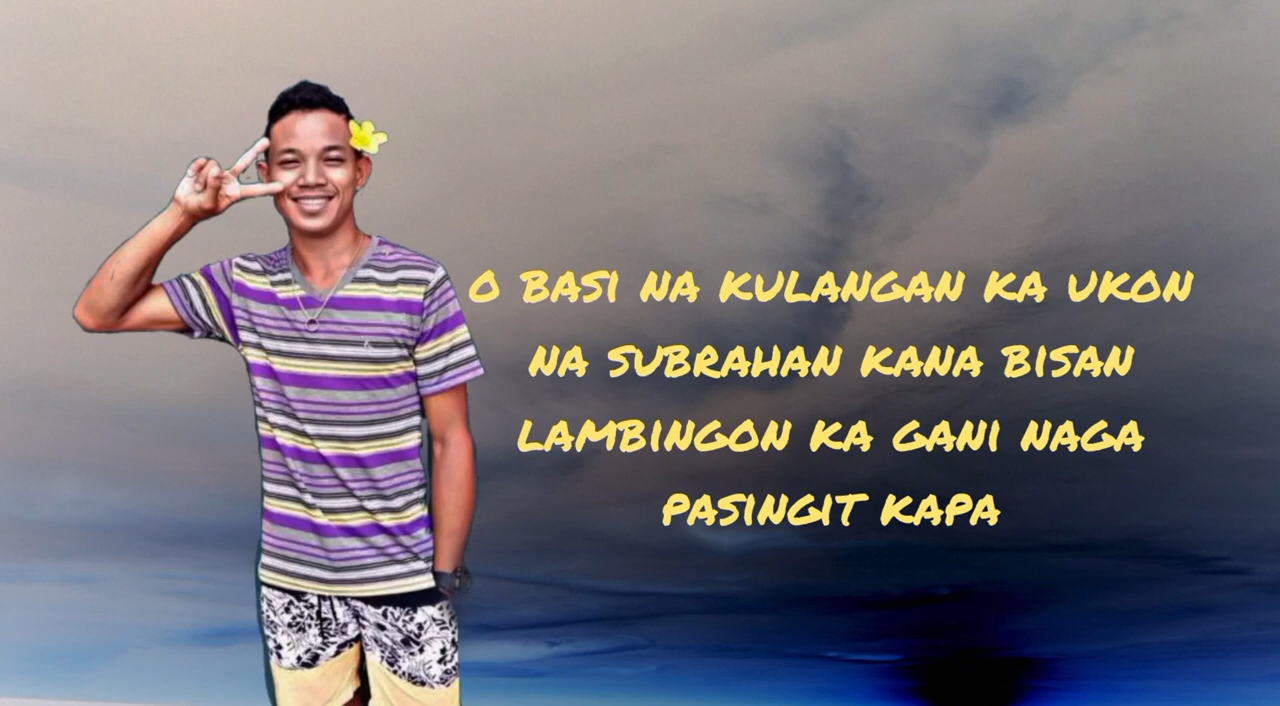 O BASI NA KULANGAN KA UKON
NA SUBRAHAN KANA BISAN
LAMBINGON KA GANI NAGA
PASINGIT KAPA